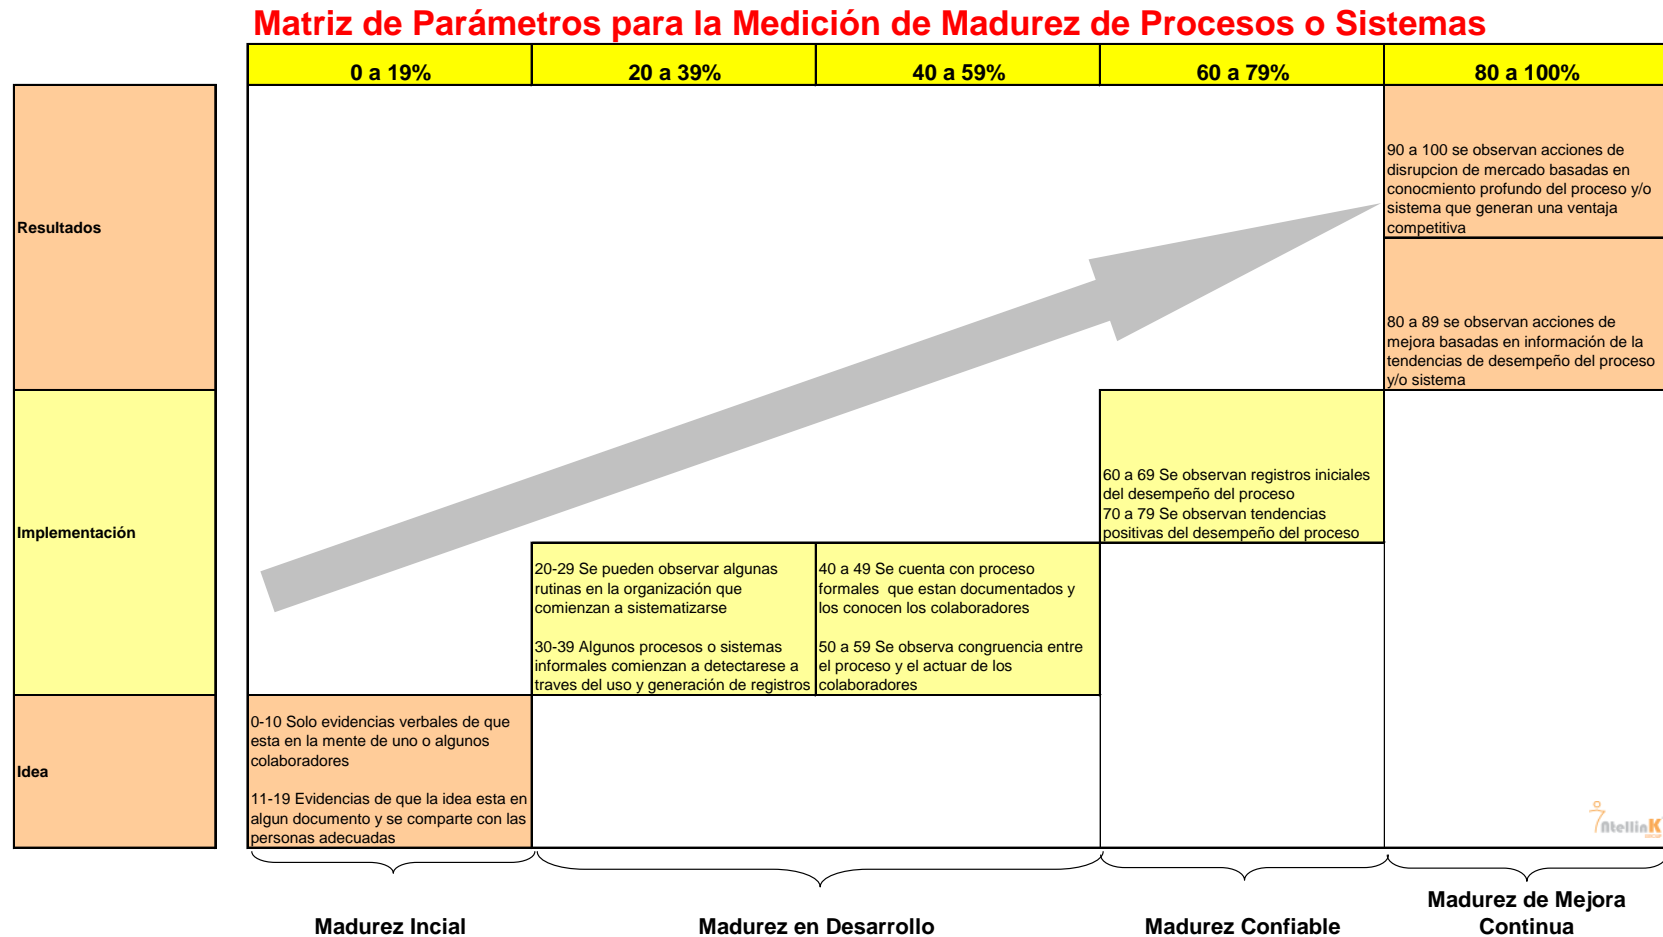 Matriz de Parámetros para la Medición de Madurez de Procesos o Sistemas
0 a 19%
20 a 39%
40 a 59%
60 a 79%
80 a 100%
Resultados
90 a 100 se observan acciones de
disrupcion de mercado basadas en
conocmiento profundo del proceso y/o
sistema que generan una ventaja
competitiva
80 a 89 se observan acciones de
mejora basadas en información de la
tendencias de desempeño del proceso
y/o sistema
Implementación
60 a 69 Se observan registros iniciales
del desempeño del proceso
70 a 79 Se observan tendencias
positivas del desempeño del proceso
20-29 Se pueden observar algunas
rutinas en la organización que
comienzan a sistematizarse
30-39 Algunos procesos o sistemas
informales comienzan a detectarese a
traves del uso y generación de registros
40 a 49 Se cuenta con proceso
formales que estan documentados y
los conocen los colaboradores
50 a 59 Se observa congruencia entre
el proceso y el actuar de los
colaboradores
Idea
0-10 Solo evidencias verbales de que
esta en la mente de uno o algunos
colaboradores
11-19 Evidencias de que la idea esta en
algun documento y se comparte con las
personas adecuadas
IntellinK
Madurez Incial
Madurez en Desarrollo
Madurez Confiable
Madurez de Mejora
Continua